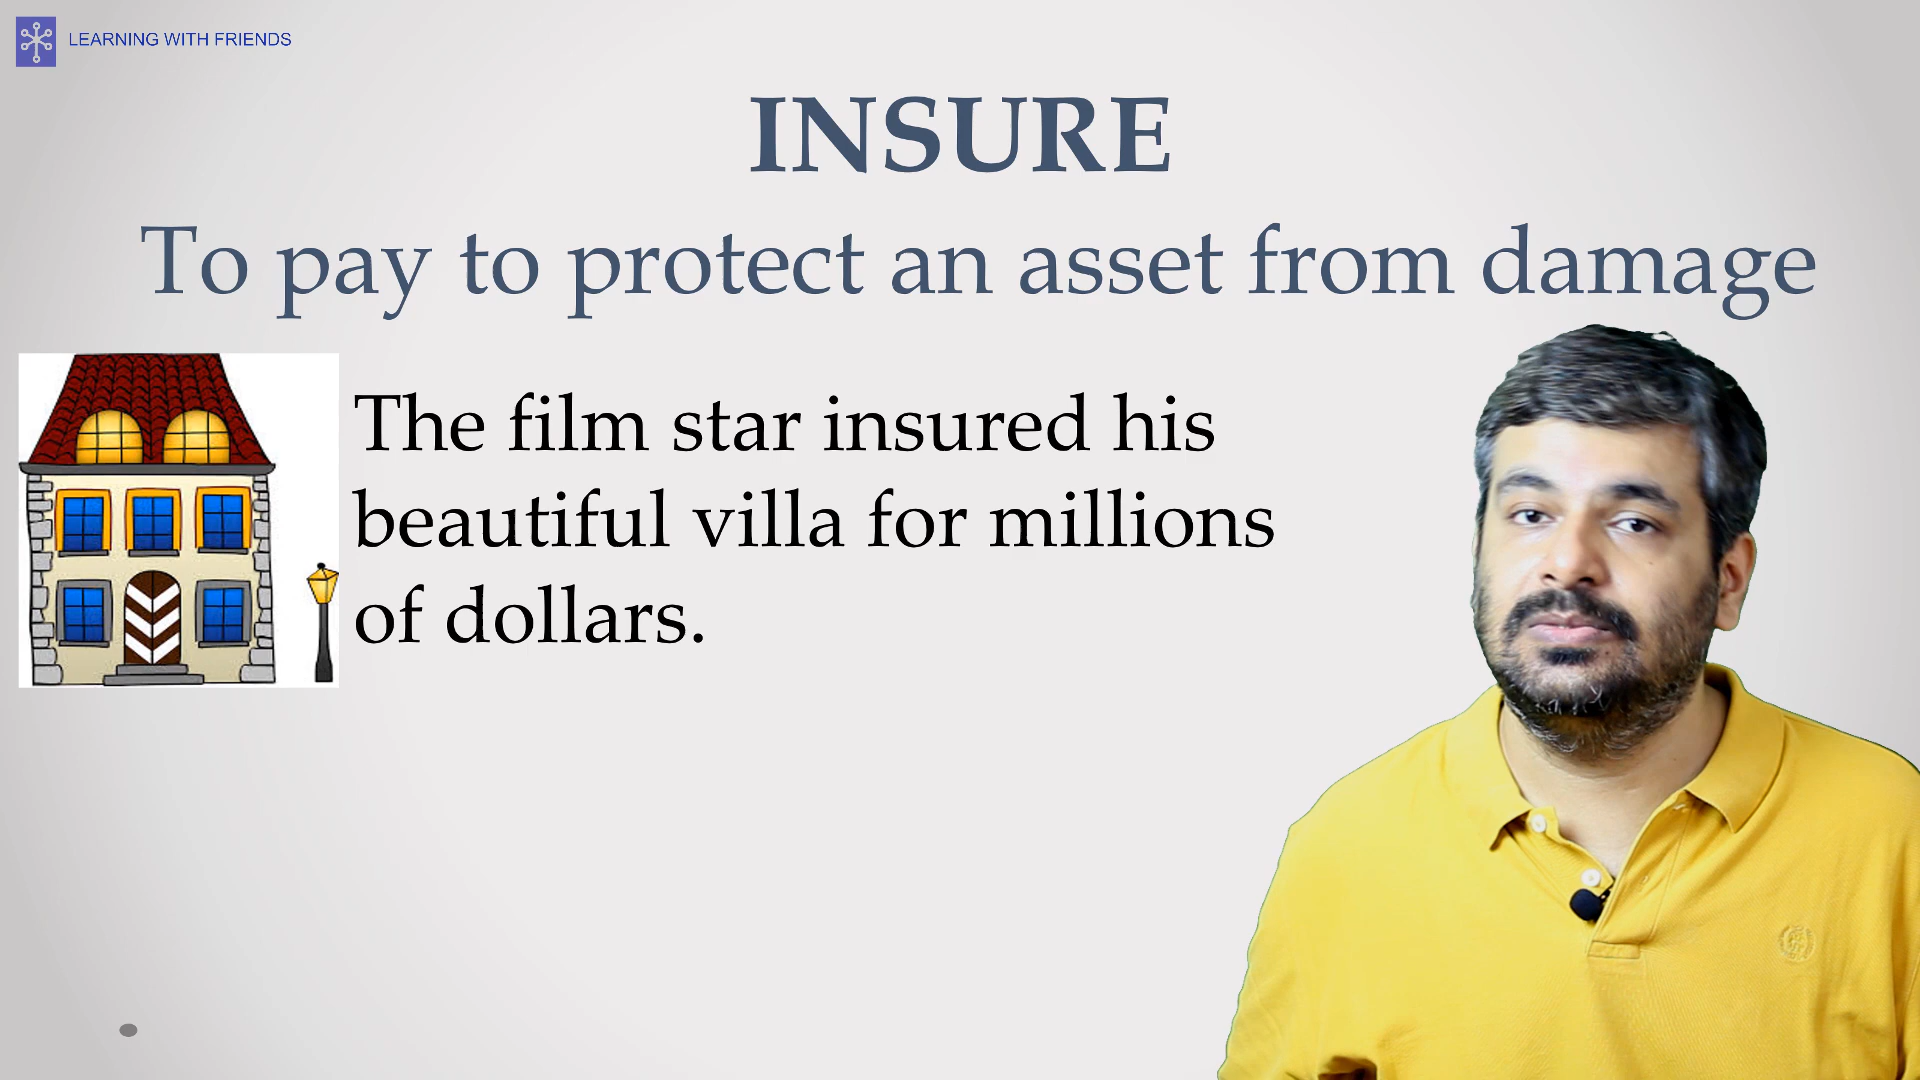 LEARNING WITH FRIENDS
INSURE
To pay to protect an asset from damage
The film star insured his
beautiful villa for millions
of dollars.